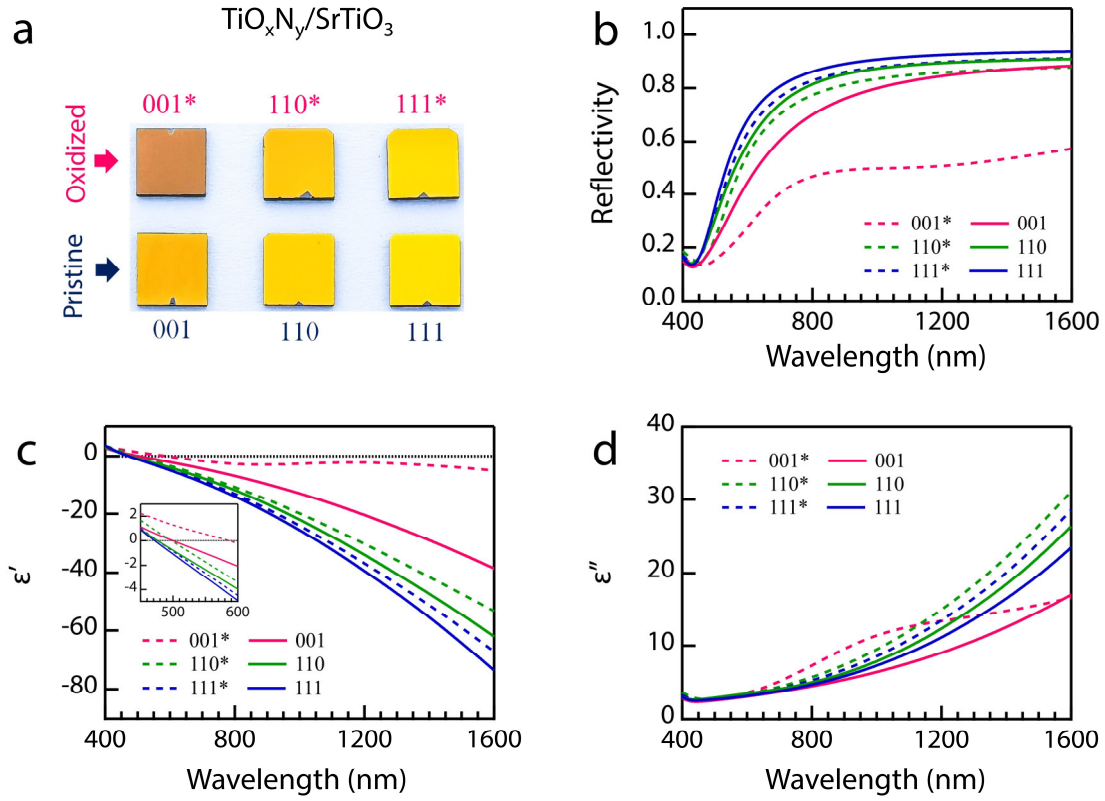 a
TiOₓNᵧ/SrTiO₃
001* 110* 111*
Oxidized
Pristine
001 110 111
b
Reflectivity
1.0
0.8
0.6
0.4
0.2
0.0
001* 001
110* 110
111* 111
400 800 1200 1600
Wavelength (nm)
c
ε′
0
-20
-40
-60
-80
2
0
-2
-4
500 600
001* 001
110* 110
111* 111
400 800 1200 1600
Wavelength (nm)
d
ε″
40
30
20
10
0
001* 001
110* 110
111* 111
400 800 1200 1600
Wavelength (nm)